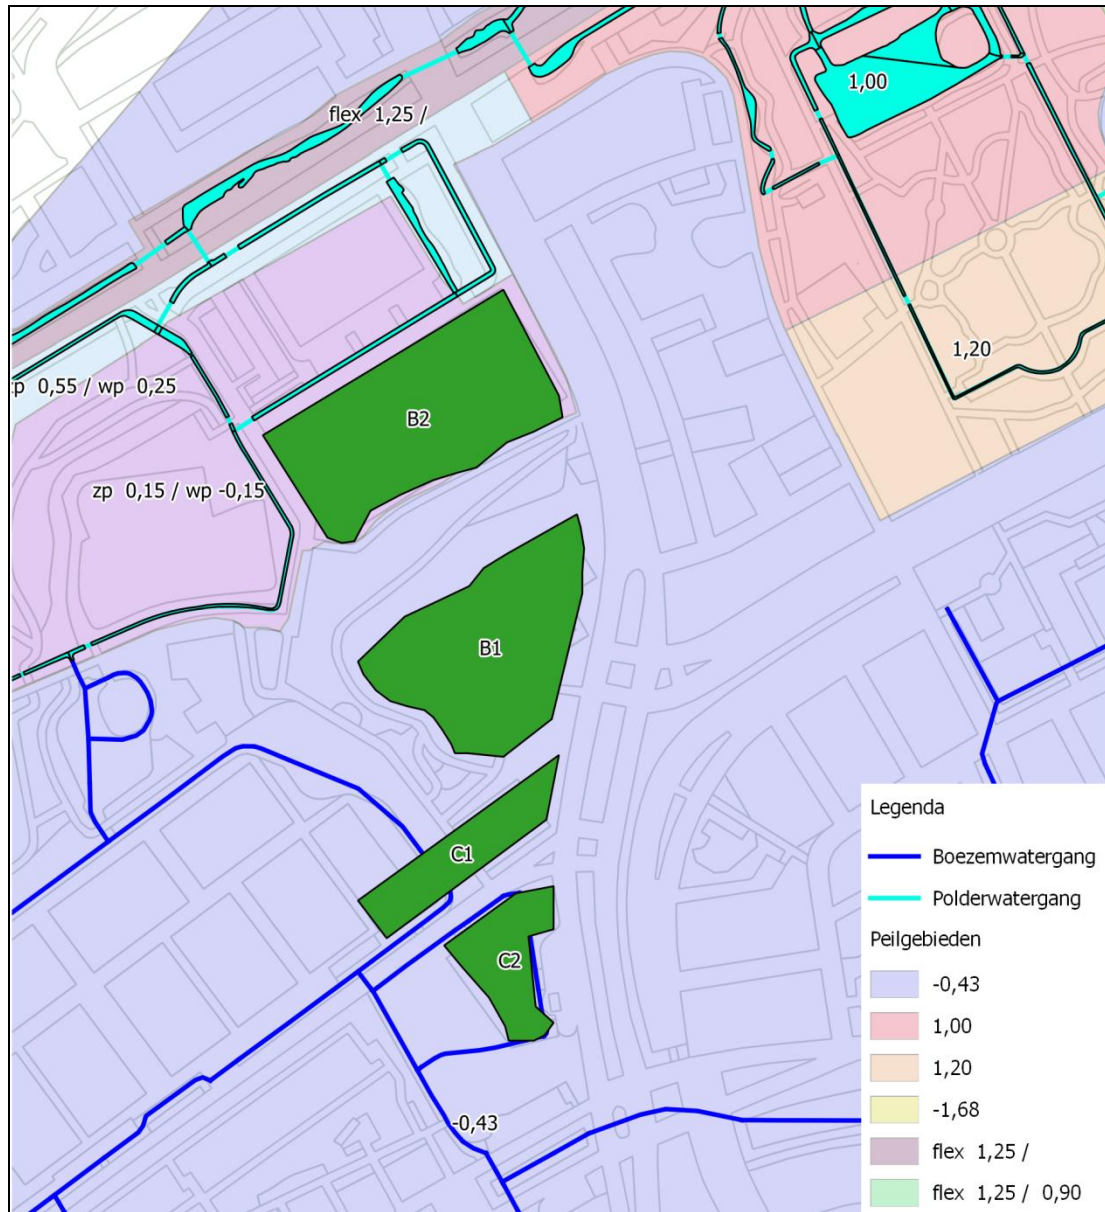 1,00
flex 1,25 /
1,20
zp 0,55 / wp 0,25
B2
zp 0,15 / wp -0,15
B1
C1
C2
-0,43
Legenda
Boezemwatergang
Polderwatergang
Peilgebieden
-0,43
1,00
1,20
-1,68
flex 1,25 /
flex 1,25 / 0,90